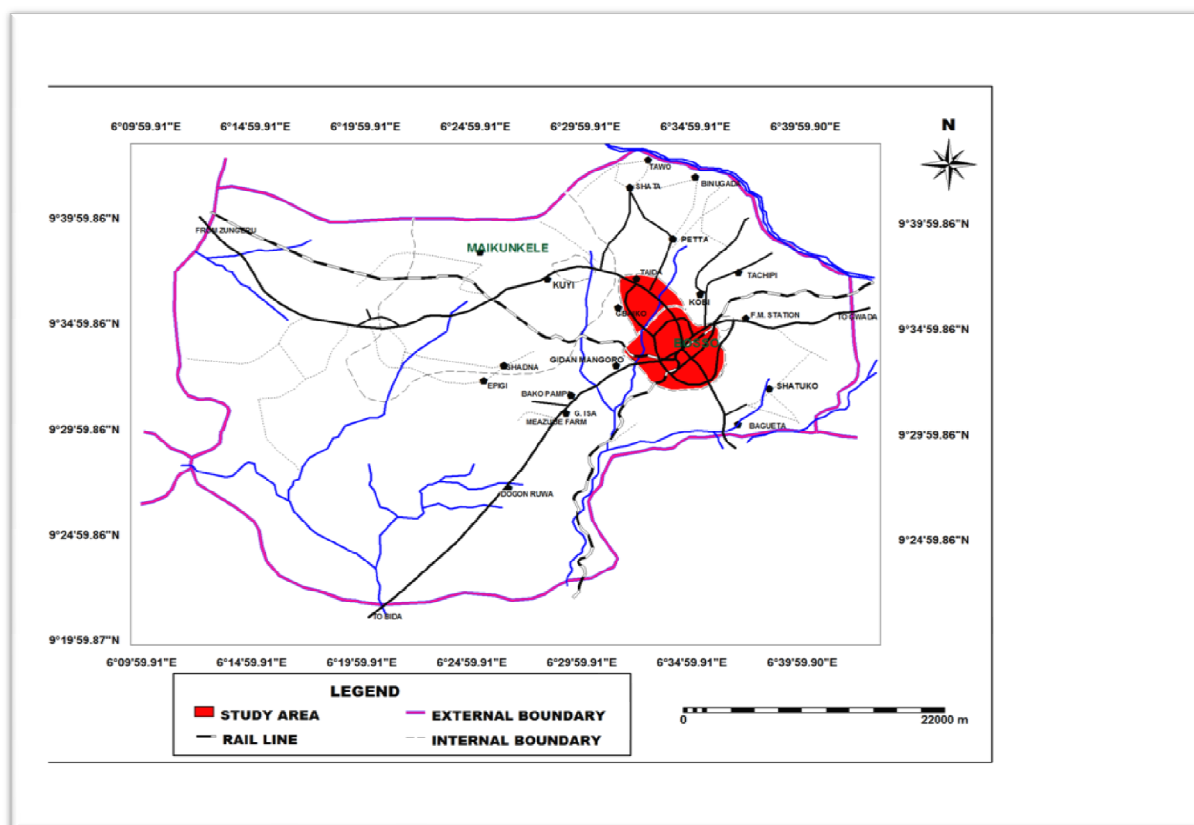 6°09'59.91"E 6°14'59.91"E 6°19'59.91"E 6°24'59.91"E 6°29'59.91"E 6°34'59.91"E 6°39'59.90"E
N
TAWO
BINUGADA
SHATA
9°39'59.86"N
9°39'59.86"N
FROM ZUNGERU
PETTA
MAIKUNKELE
TAIDA
TACHIPI
KUYI
KOBI
F.M. STATION
9°34'59.86"N
9°34'59.86"N
BOSSO
GIDAN MANGORO
EPIGI
SHATUKO
BAKO PAMPI
G. ISA
MEAZUBE FARM
BAGUETA
9°29'59.86"N
9°29'59.86"N
DOGON RUWA
9°24'59.86"N
9°24'59.86"N
TO BIDA
9°19'59.87"N
6°09'59.91"E 6°14'59.91"E 6°19'59.91"E 6°24'59.91"E 6°29'59.91"E 6°34'59.91"E 6°39'59.90"E
LEGEND
STUDY AREA
EXTERNAL BOUNDARY
RAIL LINE
INTERNAL BOUNDARY
0 22000 m